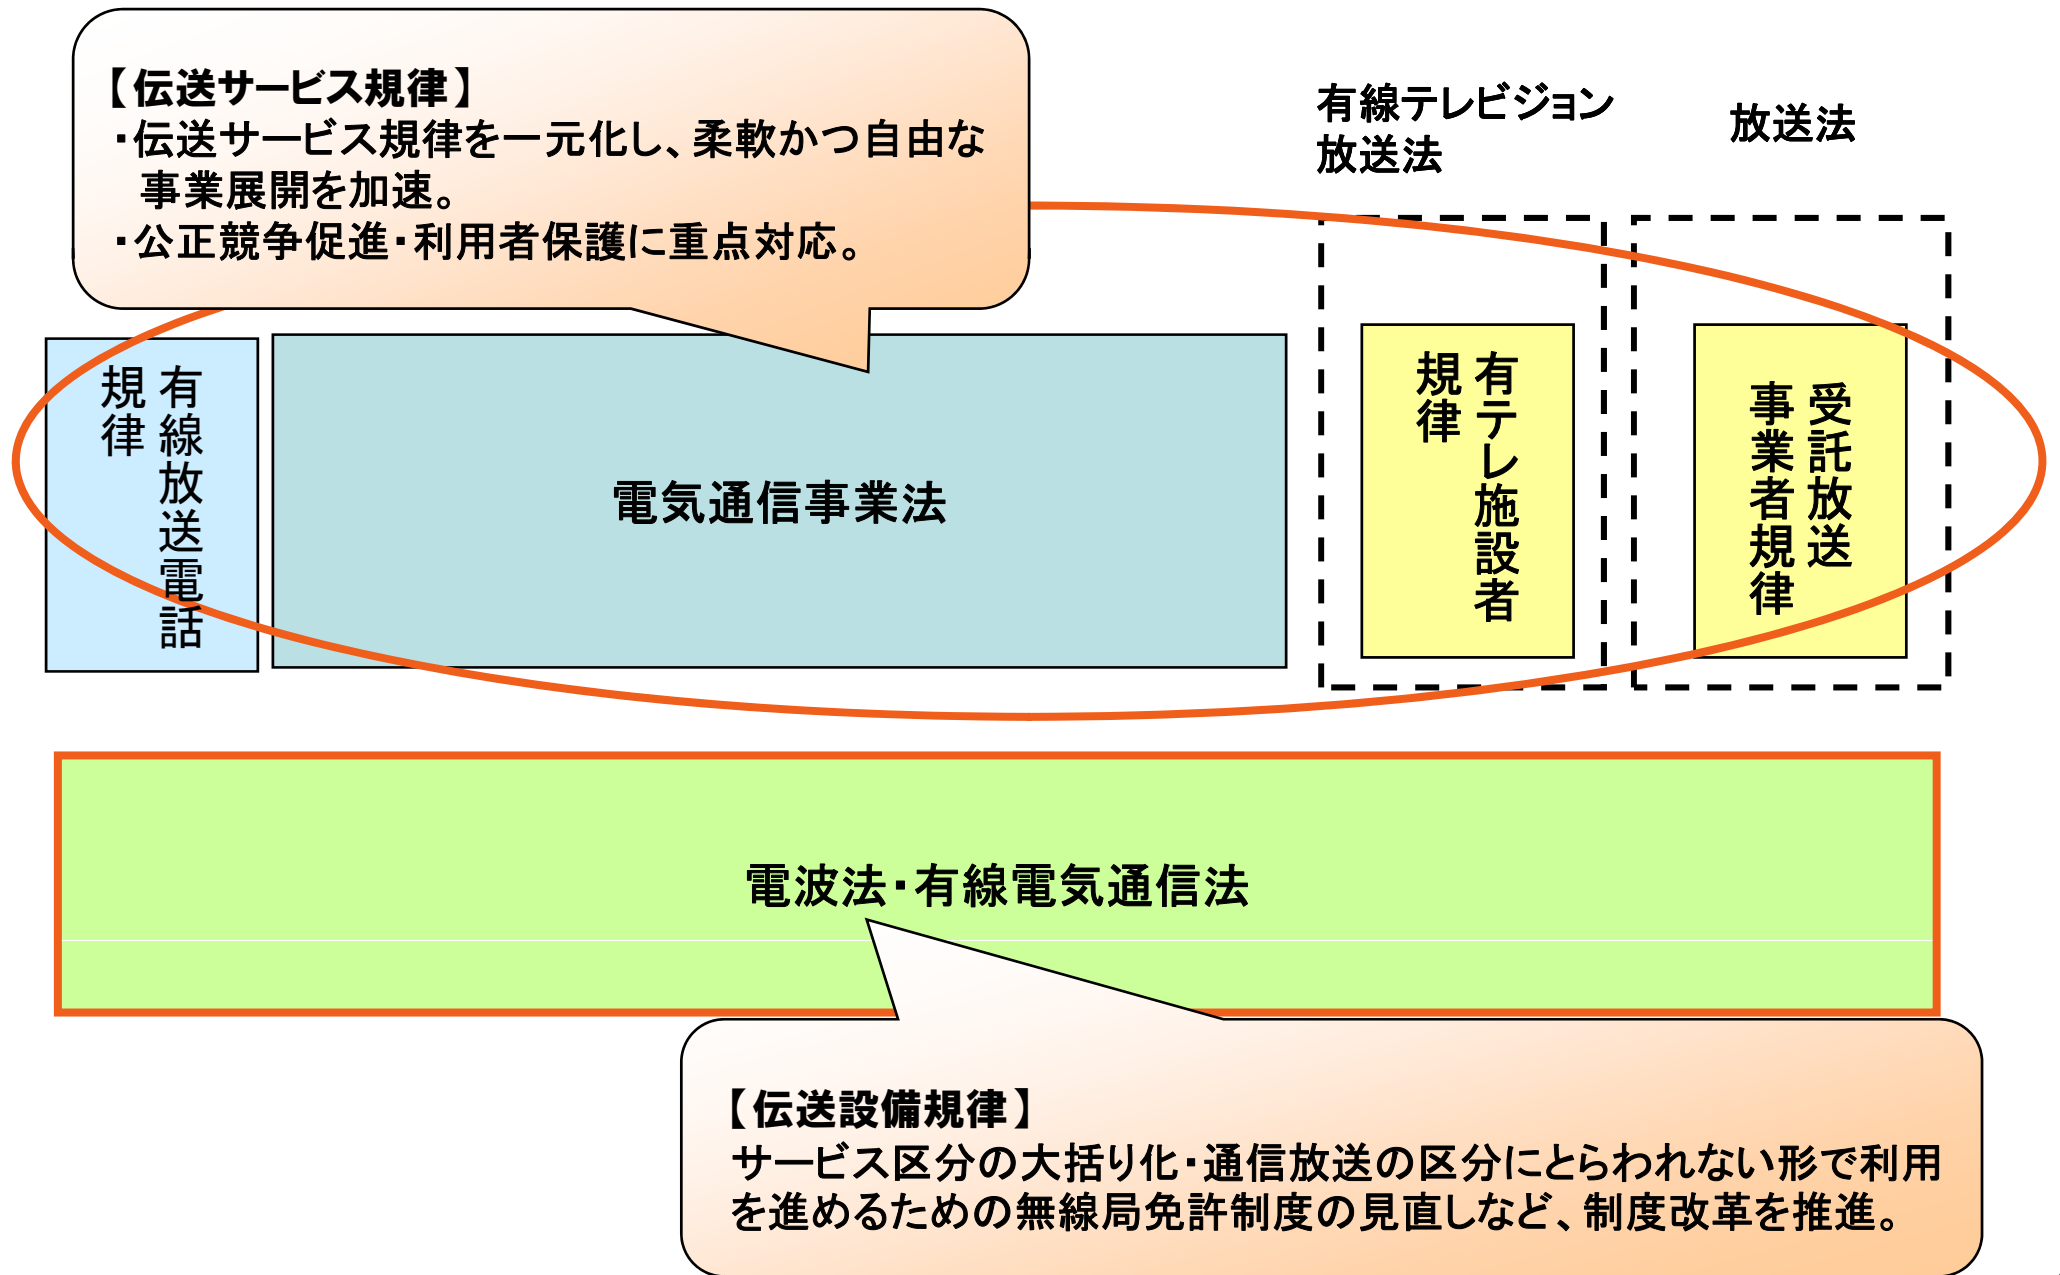 【伝送サービス規律】
・伝送サービス規律を一元化し、柔軟かつ自由な
事業展開を加速。
・公正競争促進・利用者保護に重点対応。
有線テレビジョン
放送法
放送法
有線放送電話
規律
電気通信事業法
有テレ施設者
規律
受託放送
事業者規律
電波法・有線電気通信法
【伝送設備規律】
サービス区分の大括り化・通信放送の区分にとらわれない形で利用
を進めるための無線局免許制度の見直しなど、制度改革を推進。